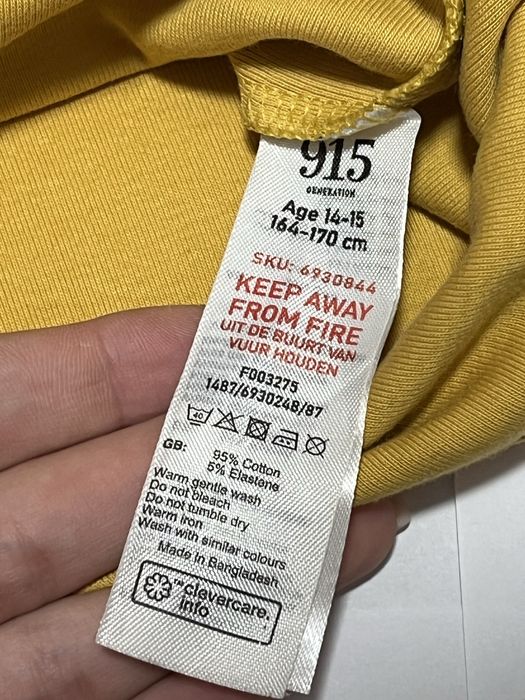 915
GENERATION
Age 14-15
164-170 cm
SKU: 6930844
KEEP AWAY
FROM FIRE
UIT DE BUURT VAN
VUUR HOUDEN
F003275
1487/6930248/87
40
GB: 95% Cotton
5% Elastane
Warm gentle wash
Do not bleach
Do not tumble dry
Warm iron
Wash with similar colours
Made in Bangladesh
™clevercare.
info